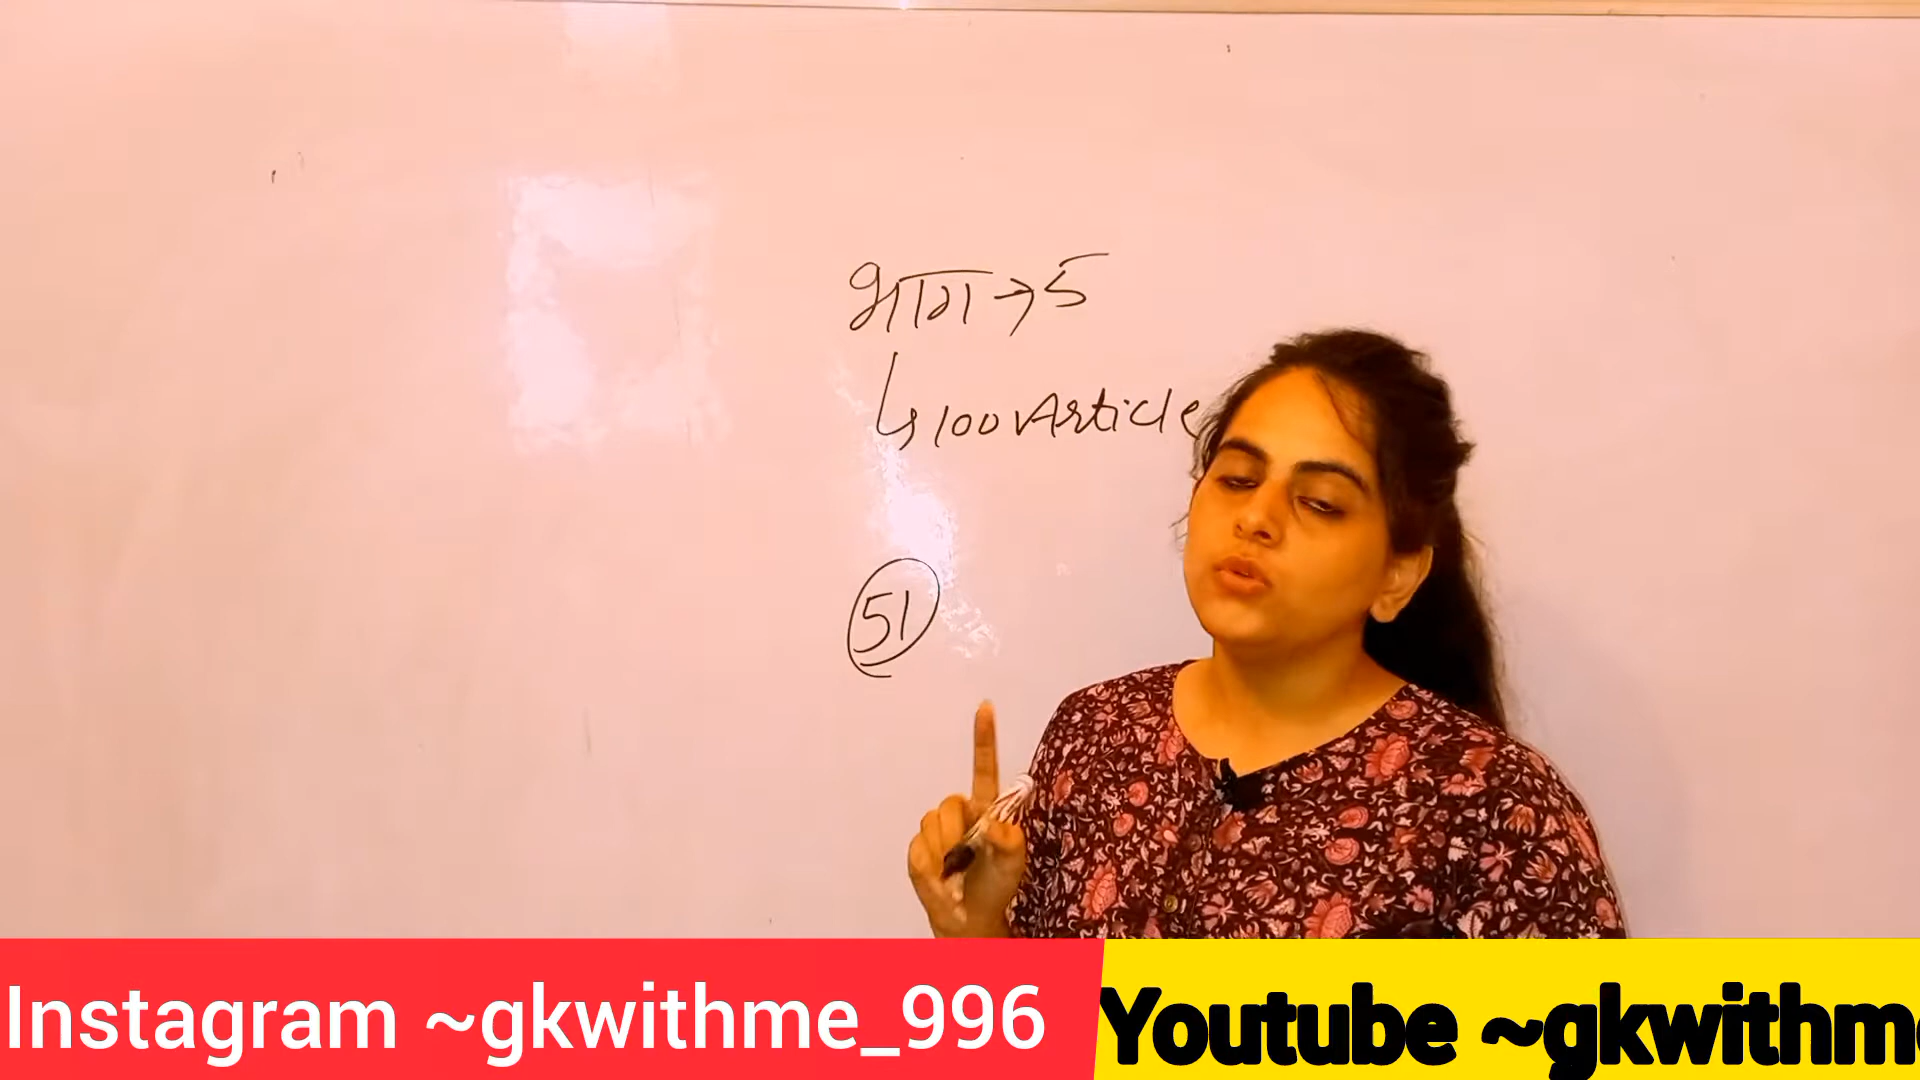 भाग → 5
↳ 100 Article
51
Instagram ~gkwithme_996
Youtube ~gkwithme